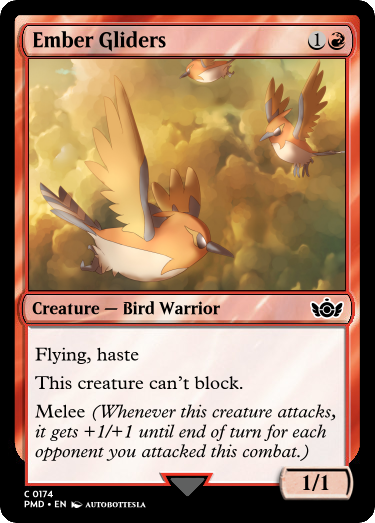 Ember Gliders 1
Creature — Bird Warrior
Flying, haste
This creature can't block.
Melee (Whenever this creature attacks,
it gets +1/+1 until end of turn for each
opponent you attacked this combat.)
1/1
C 0174
PMD • EN AUTOBOTTESLA